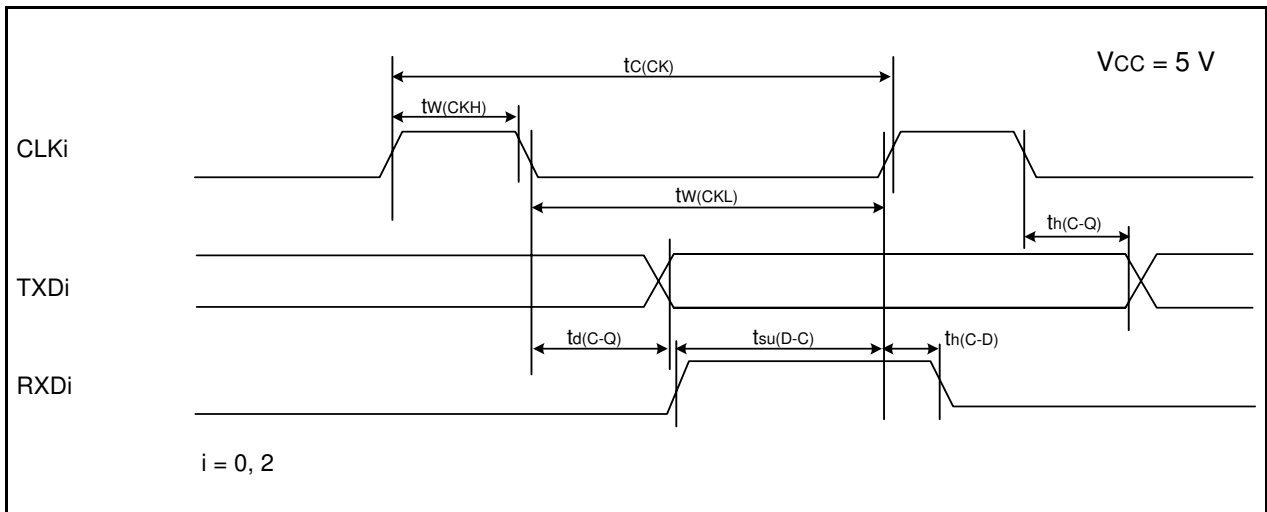 tC(CK)
VCC = 5 V
tW(CKH)
CLKi
tW(CKL)
th(C-Q)
TXDi
td(C-Q)
tsu(D-C)
th(C-D)
RXDi
i = 0, 2